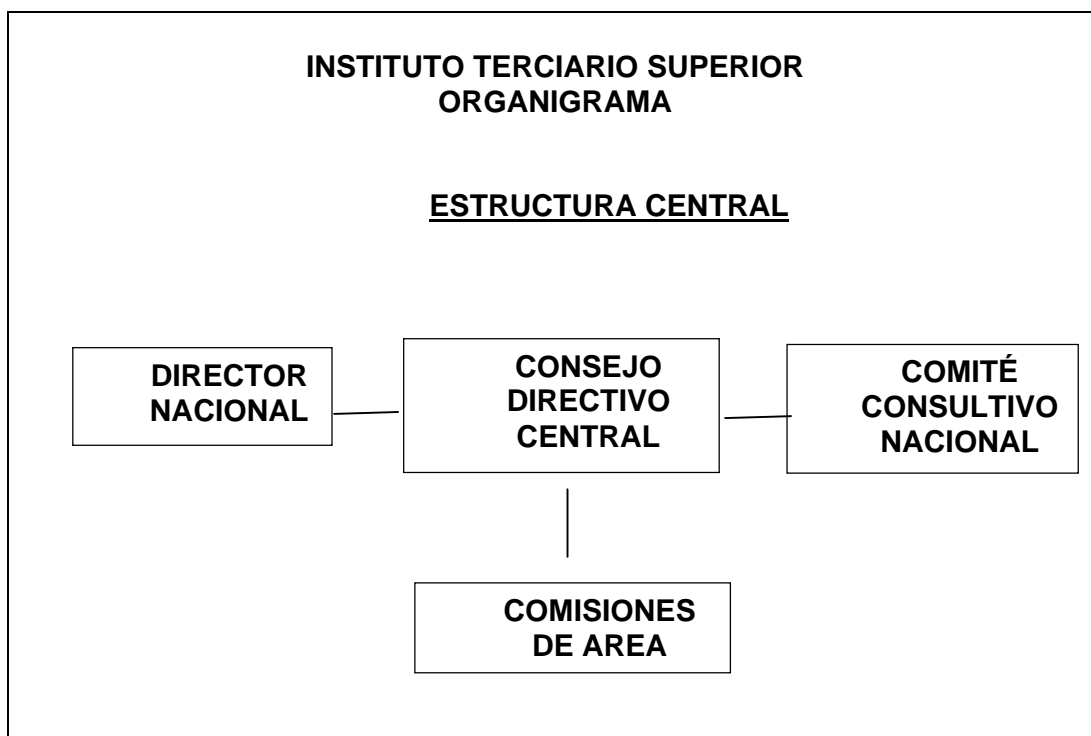 INSTITUTO TERCIARIO SUPERIOR
ORGANIGRAMA
ESTRUCTURA CENTRAL
DIRECTOR
NACIONAL
CONSEJO
DIRECTIVO
CENTRAL
COMITÉ
CONSULTIVO
NACIONAL
COMISIONES
DE AREA